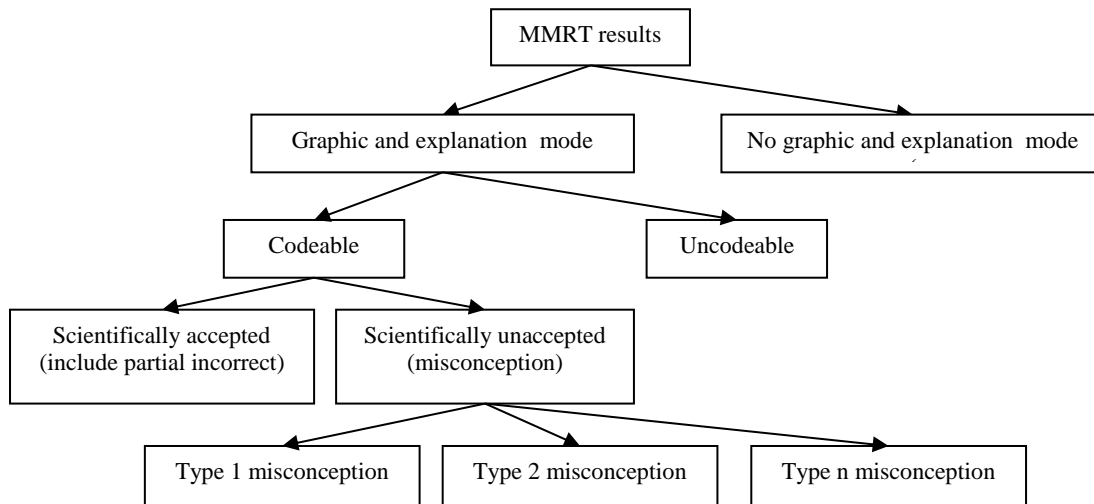 MMRT results
Graphic and explanation mode
No graphic and explanation mode
Codeable
Uncodeable
Scientifically accepted
(include partial incorrect)
Scientifically unaccepted
(misconception)
Type 1 misconception
Type 2 misconception
Type n misconception